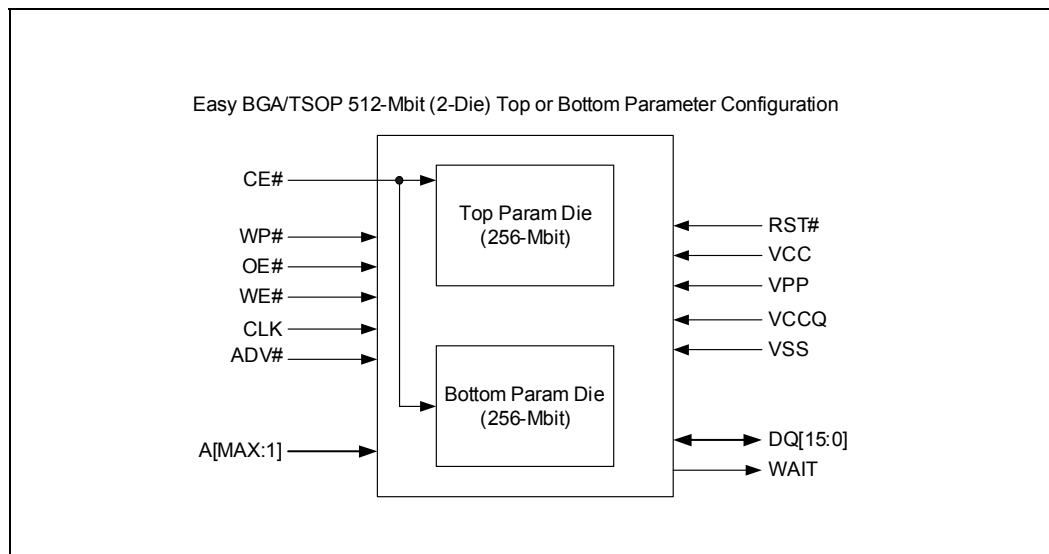 Easy BGA/TSOP 512-Mbit (2-Die) Top or Bottom Parameter Configuration
CE#
WP#
OE#
WE#
CLK
ADV#
A[MAX:1]
Top Param Die
(256-Mbit)
Bottom Param Die
(256-Mbit)
RST#
VCC
VPP
VCCQ
VSS
DQ[15:0]
WAIT